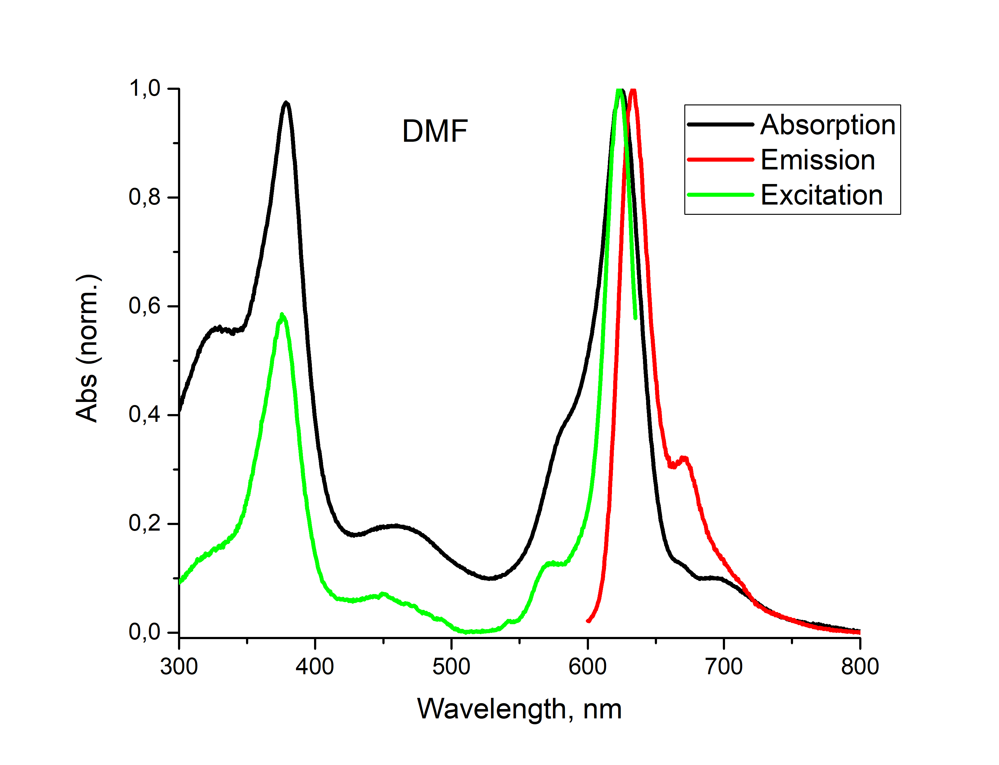 DMF
Absorption
Emission
Excitation
1,0
0,8
0,6
0,4
0,2
0,0
Abs (norm.)
300 400 500 600 700 800
Wavelength, nm